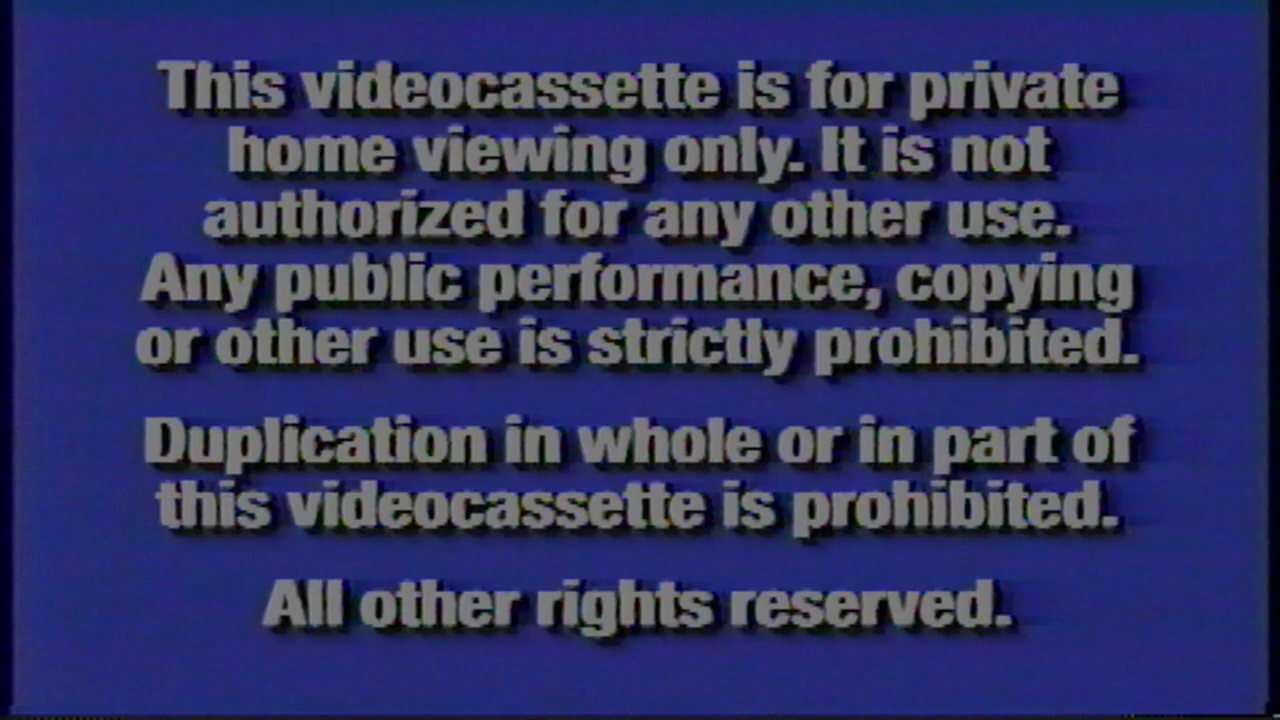 This videocassette is for private
home viewing only. It is not
authorized for any other use.
Any public performance, copying
or other use is strictly prohibited.
Duplication in whole or in part of
this videocassette is prohibited.
All other rights reserved.